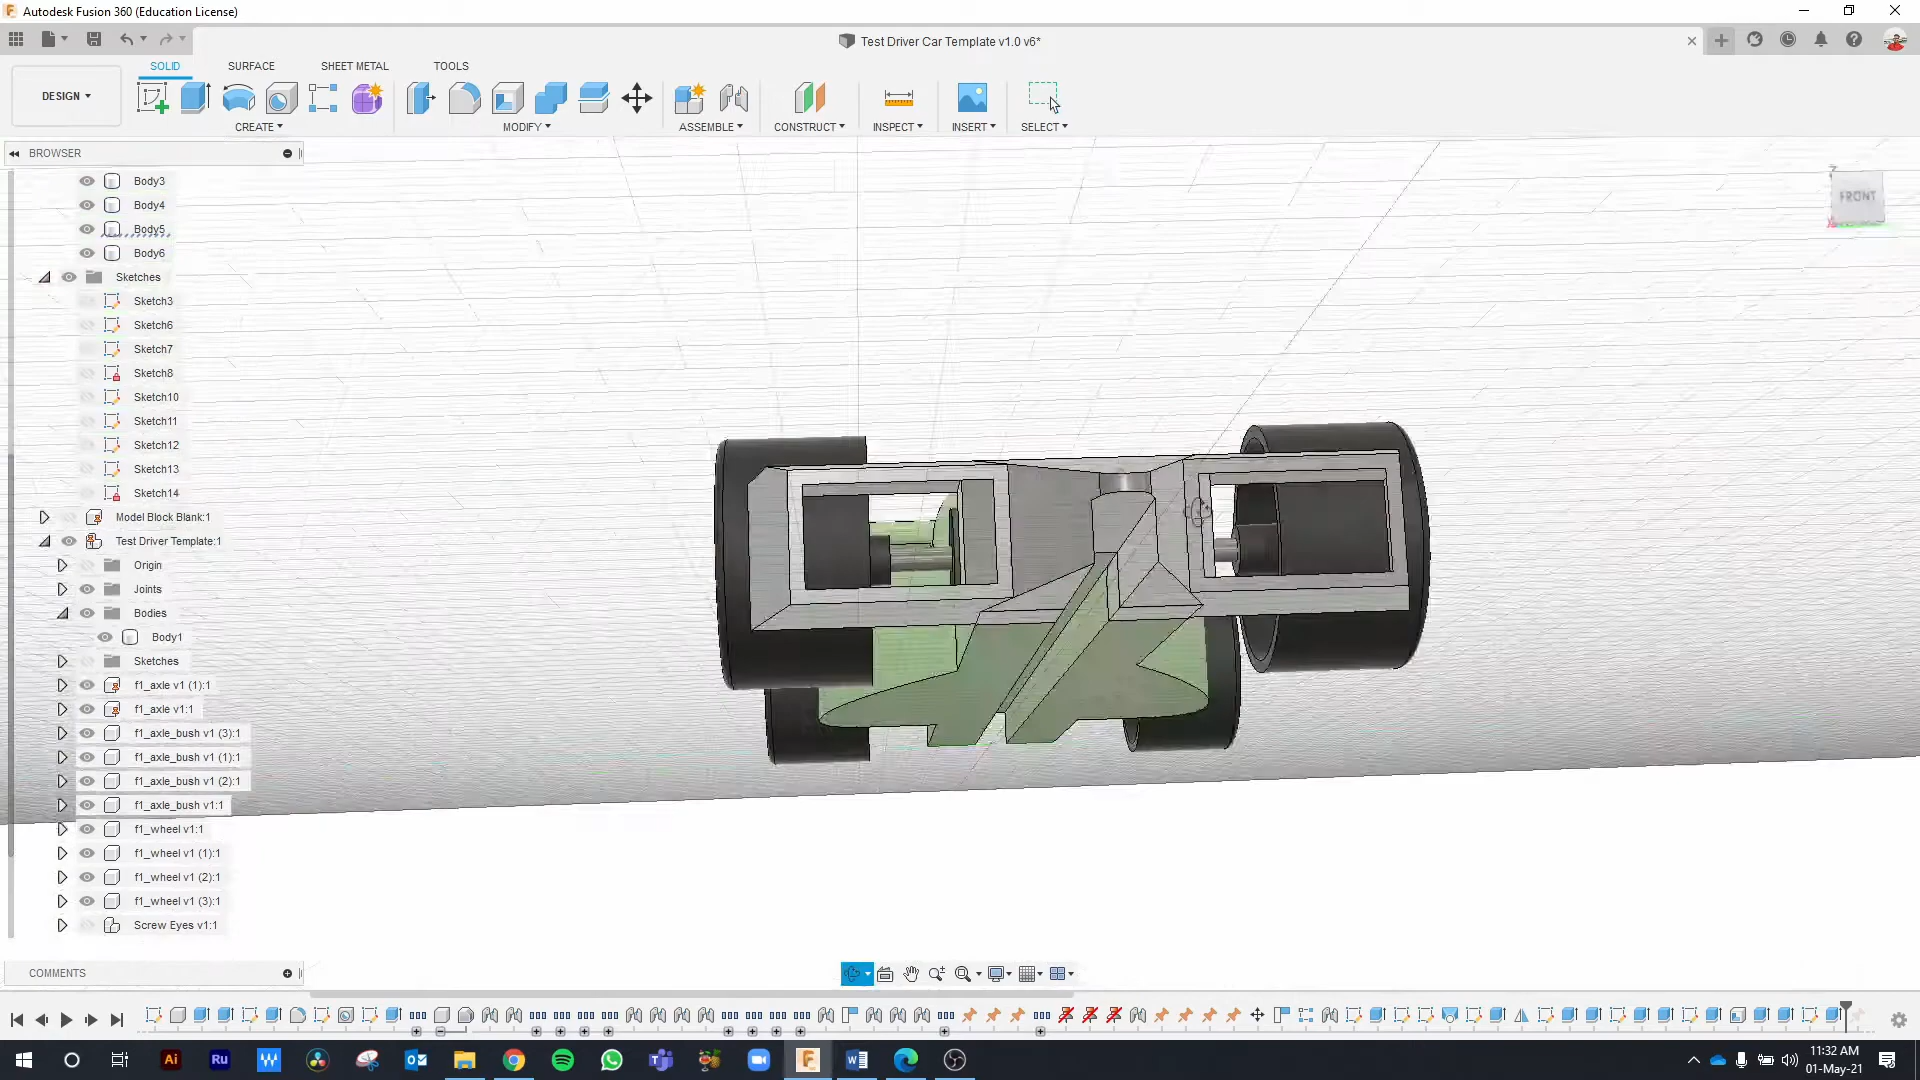 Autodesk Fusion 360 (Education License)
Test Driver Car Template v1.0 v6*
SOLID SURFACE SHEET METAL TOOLS
DESIGN
CREATE MODIFY ASSEMBLE CONSTRUCT INSPECT INSERT SELECT
BROWSER
FRONT
Body3
Body4
Body5
Body6
Sketches
Sketch3
Sketch6
Sketch7
Sketch8
Sketch10
Sketch11
Sketch12
Sketch13
Sketch14
Model Block Blank:1
Test Driver Template:1
Origin
Joints
Bodies
Body1
Sketches
f1_axle v1 (1):1
f1_axle v1:1
f1_axle_bush v1 (3):1
f1_axle_bush v1 (1):1
f1_axle_bush v1 (2):1
f1_axle_bush v1:1
f1_wheel v1:1
f1_wheel v1 (1):1
f1_wheel v1 (2):1
f1_wheel v1 (3):1
Screw Eyes v1:1
COMMENTS
Ai Ru
11:32 AM
01-May-21